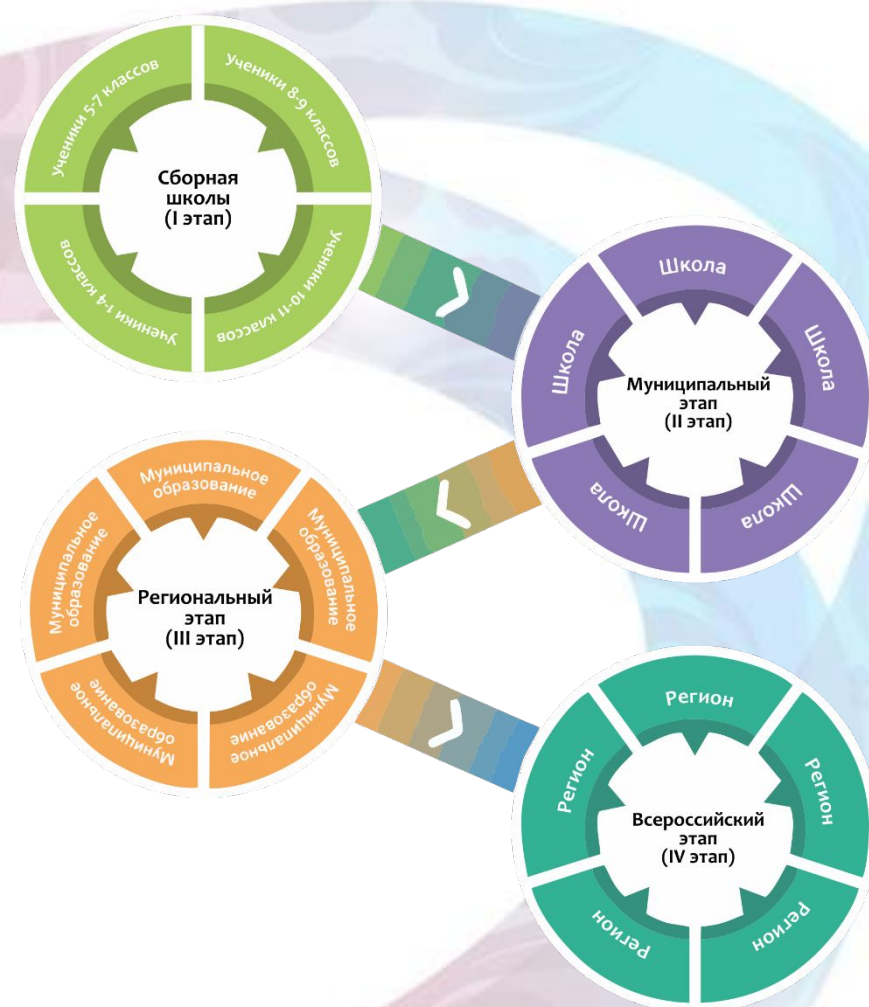 Ученики 5-7 классов
Ученики 8-9 классов
Сборная
школы
(I этап)
Ученики 1-4 классов
Ученики 10-11 классов
Школа
Школа
Школа
Муниципальный
этап
(II этап)
Школа
Школа
Муниципальное
образование
Муниципальное
образование
Муниципальное
образование
Региональный
этап
(III этап)
Муниципальное
образование
Муниципальное
образование
Регион
Регион
Регион
Всероссийский
этап
(IV этап)
Регион
Регион